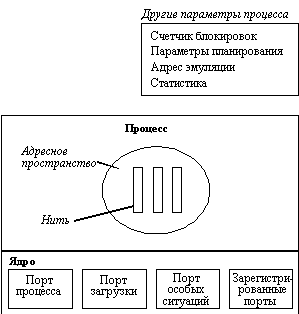 Другие параметры процесса
Счетчик блокировок
Параметры планирования
Адрес эмуляции
Статистика
Процесс
Адресное
пространство
Нить
Ядро
Порт
процесса
Порт
загрузки
Порт
особых
ситуаций
Зарегистри-
рованные
порты